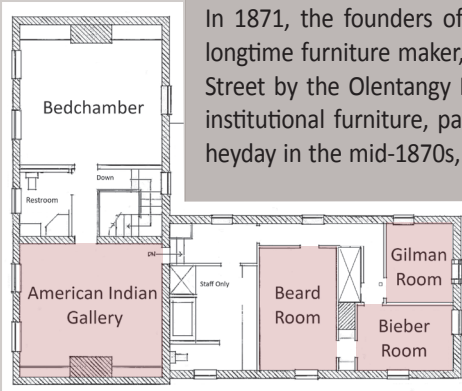 In 1871, the founders of
longtime furniture maker,
Street by the Olentangy
institutional furniture, pa
heyday in the mid-1870s,
Bedchamber
Restroom
Down
American Indian
Gallery
Staff Only
Beard
Room
Gilman
Room
Bieber
Room